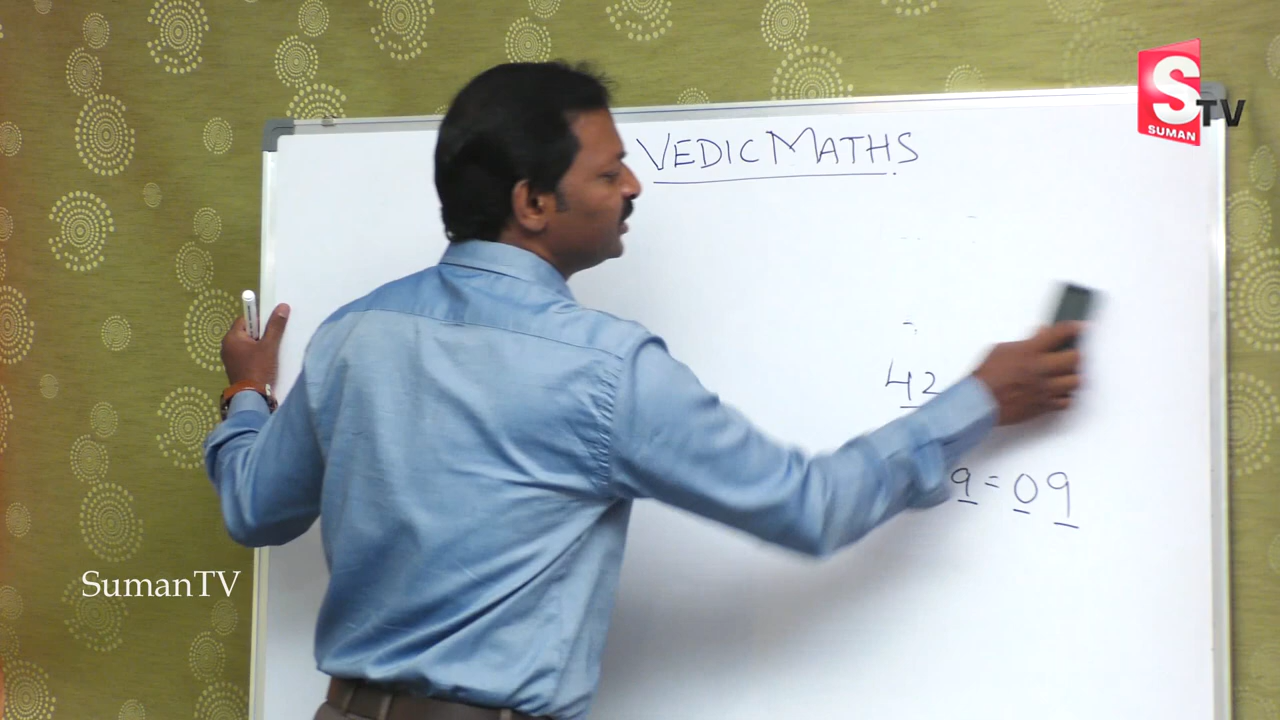 S TV
SUMAN
VEDIC MATHS.
42
9 = 09
SumanTV